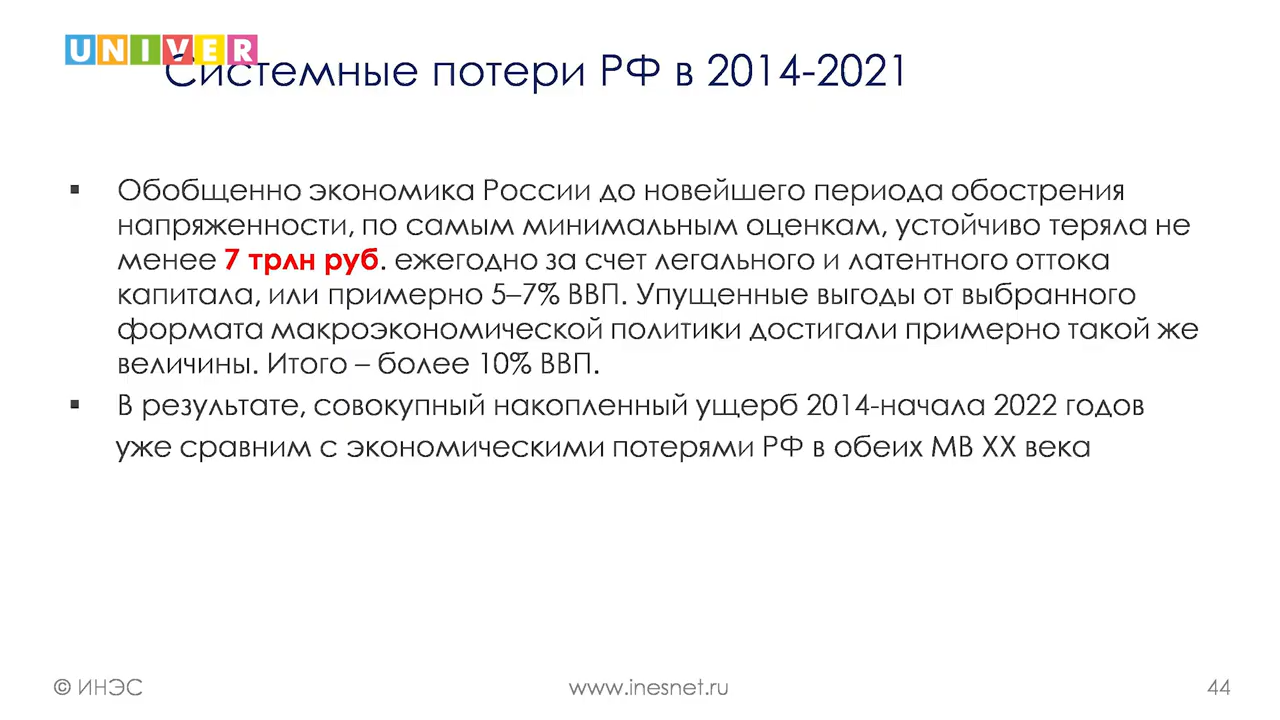 UNIVER
Системные потери РФ в 2014-2021
▪ Обобщенно экономика России до новейшего периода обострения
напряженности, по самым минимальным оценкам, устойчиво теряла не
менее 7 трлн руб. ежегодно за счет легального и латентного оттока
капитала, или примерно 5–7% ВВП. Упущенные выгоды от выбранного
формата макроэкономической политики достигали примерно такой же
величины. Итого – более 10% ВВП.
▪ В результате, совокупный накопленный ущерб 2014-начала 2022 годов
уже сравним с экономическими потерями РФ в обеих МВ XX века
© ИНЭС
www.inesnet.ru
44